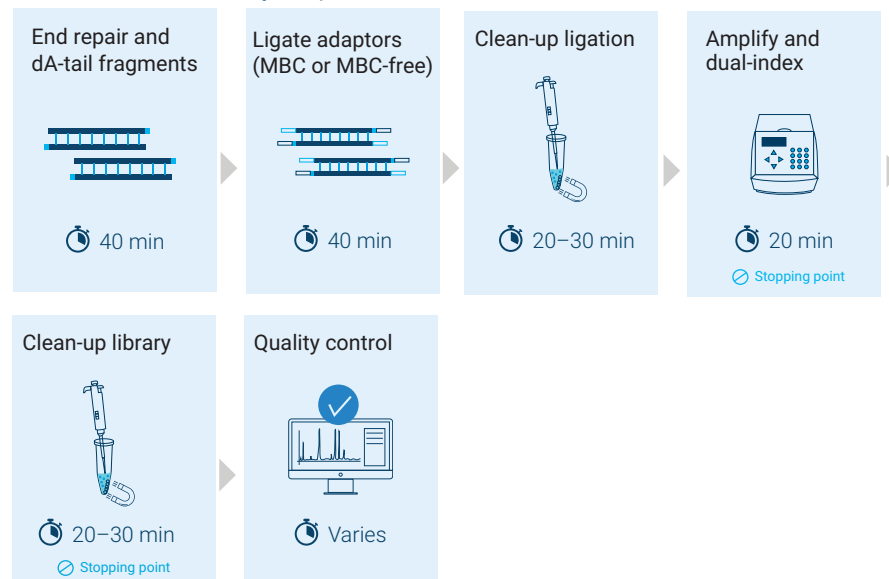 End repair and
dA-tail fragments
40 min
Ligate adaptors
(MBC or MBC-free)
40 min
Clean-up ligation
20–30 min
Amplify and
dual-index
20 min
Stopping point
Clean-up library
20–30 min
Stopping point
Quality control
Varies